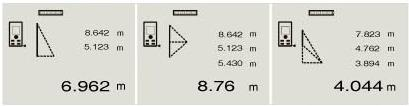 8.642 m
5.123 m
6.962 m
8.642 m
5.123 m
5.430 m
8.76 m
7.823 m
4.762 m
3.894 m
4.044 m